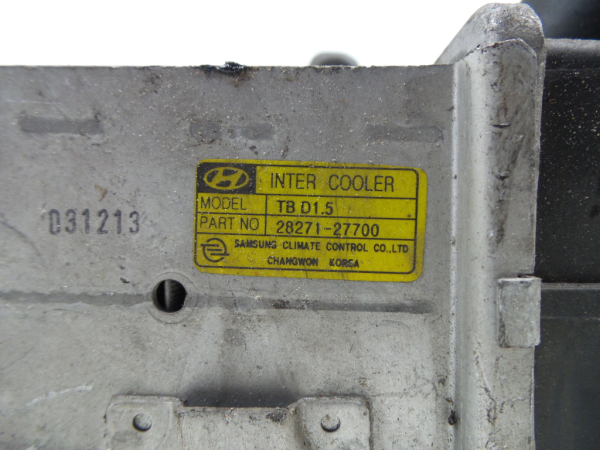 INTER COOLER
MODEL TB D1.5
PART NO 28271-27700
SAMSUNG CLIMATE CONTROL CO.,LTD
CHANGWON KOREA
031213